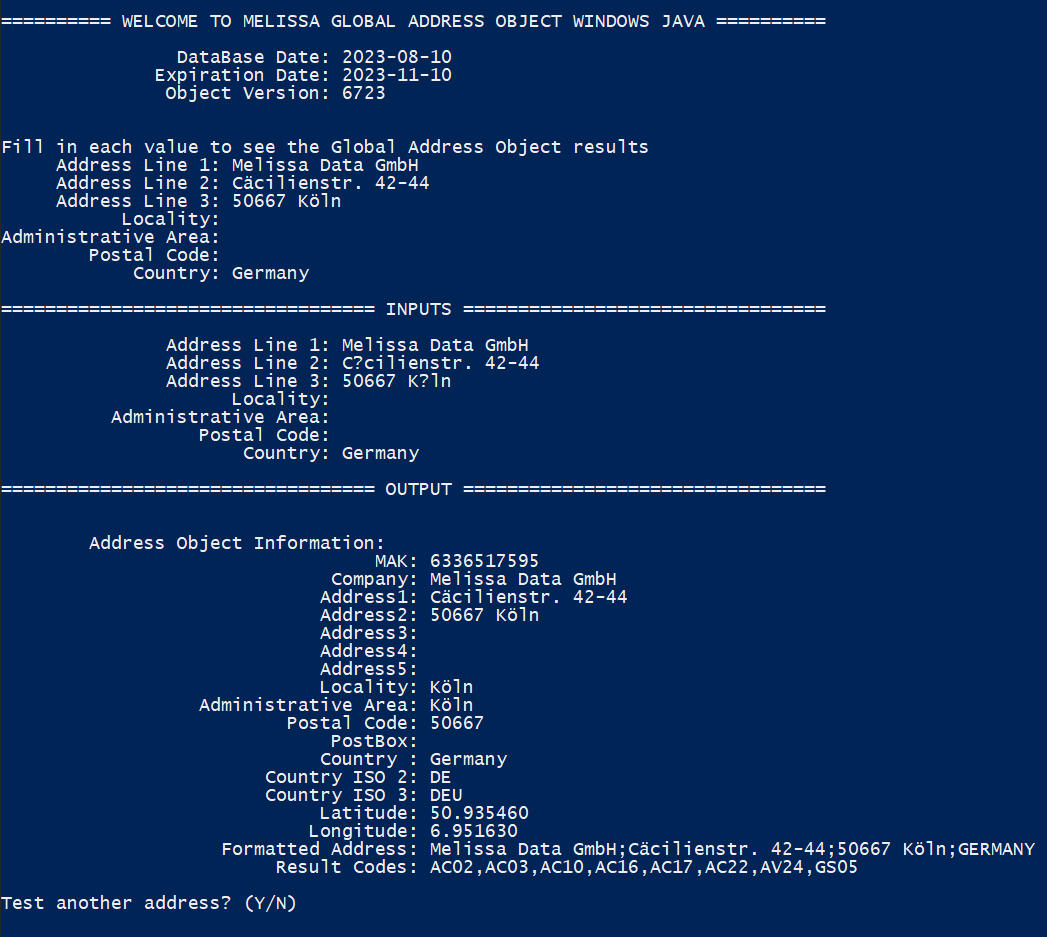 ========== WELCOME TO MELISSA GLOBAL ADDRESS OBJECT WINDOWS JAVA ==========
DataBase Date: 2023-08-10
Expiration Date: 2023-11-10
Object Version: 6723
Fill in each value to see the Global Address Object results
Address Line 1: Melissa Data GmbH
Address Line 2: Cäcilienstr. 42-44
Address Line 3: 50667 Köln
Locality:
Administrative Area:
Postal Code:
Country: Germany
================================== INPUTS =================================
Address Line 1: Melissa Data GmbH
Address Line 2: C?cilienstr. 42-44
Address Line 3: 50667 K?ln
Locality:
Administrative Area:
Postal Code:
Country: Germany
================================== OUTPUT =================================
Address Object Information:
MAK: 6336517595
Company: Melissa Data GmbH
Address1: Cäcilienstr. 42-44
Address2: 50667 Köln
Address3:
Address4:
Address5:
Locality: Köln
Administrative Area: Köln
Postal Code: 50667
PostBox:
Country : Germany
Country ISO 2: DE
Country ISO 3: DEU
Latitude: 50.935460
Longitude: 6.951630
Formatted Address: Melissa Data GmbH;Cäcilienstr. 42-44;50667 Köln;GERMANY
Result Codes: AC02,AC03,AC10,AC16,AC17,AC22,AV24,GS05
Test another address? (Y/N)